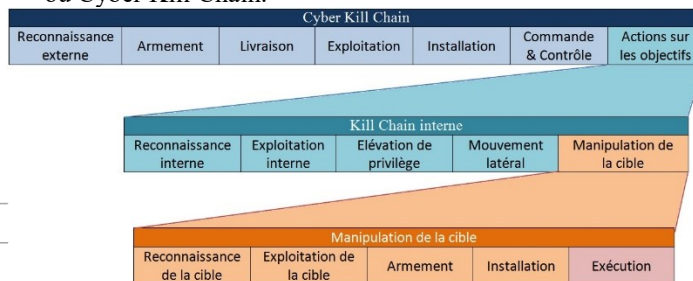 ou Cyber Kill Chain.
Cyber Kill Chain
Reconnaissance
externe
Armement
Livraison
Exploitation
Installation
Commande
& Contrôle
Actions sur
les objectifs
Kill Chain interne
Reconnaissance
interne
Exploitation
interne
Elévation de
privilège
Mouvement
latéral
Manipulation de
la cible
Manipulation de la cible
Reconnaissance
de la cible
Exploitation de
la cible
Armement
Installation
Exécution